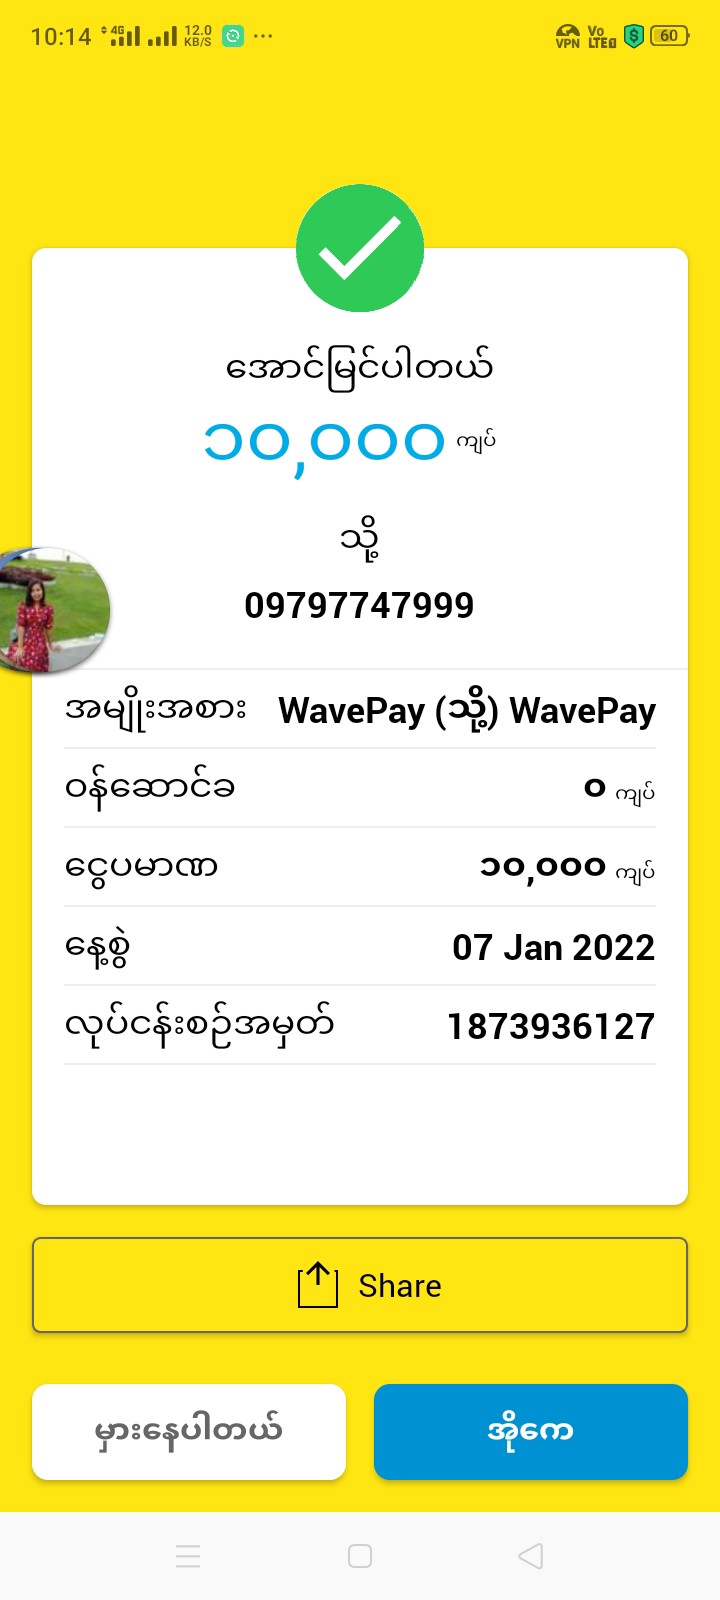 10:14 4G 12.0 KB/S ... VPN Vo LTE 60
အောင်မြင်ပါတယ်
၁၀,၀၀၀ ကျပ်
သို့
09797747999
အမျိုးအစား WavePay (သို့) WavePay
ဝန်ဆောင်ခ ၀ ကျပ်
ငွေပမာဏ ၁၀,၀၀၀ ကျပ်
နေ့စွဲ 07 Jan 2022
လုပ်ငန်းစဉ်အမှတ် 1873936127
Share
မှားနေပါတယ် အိုကေ